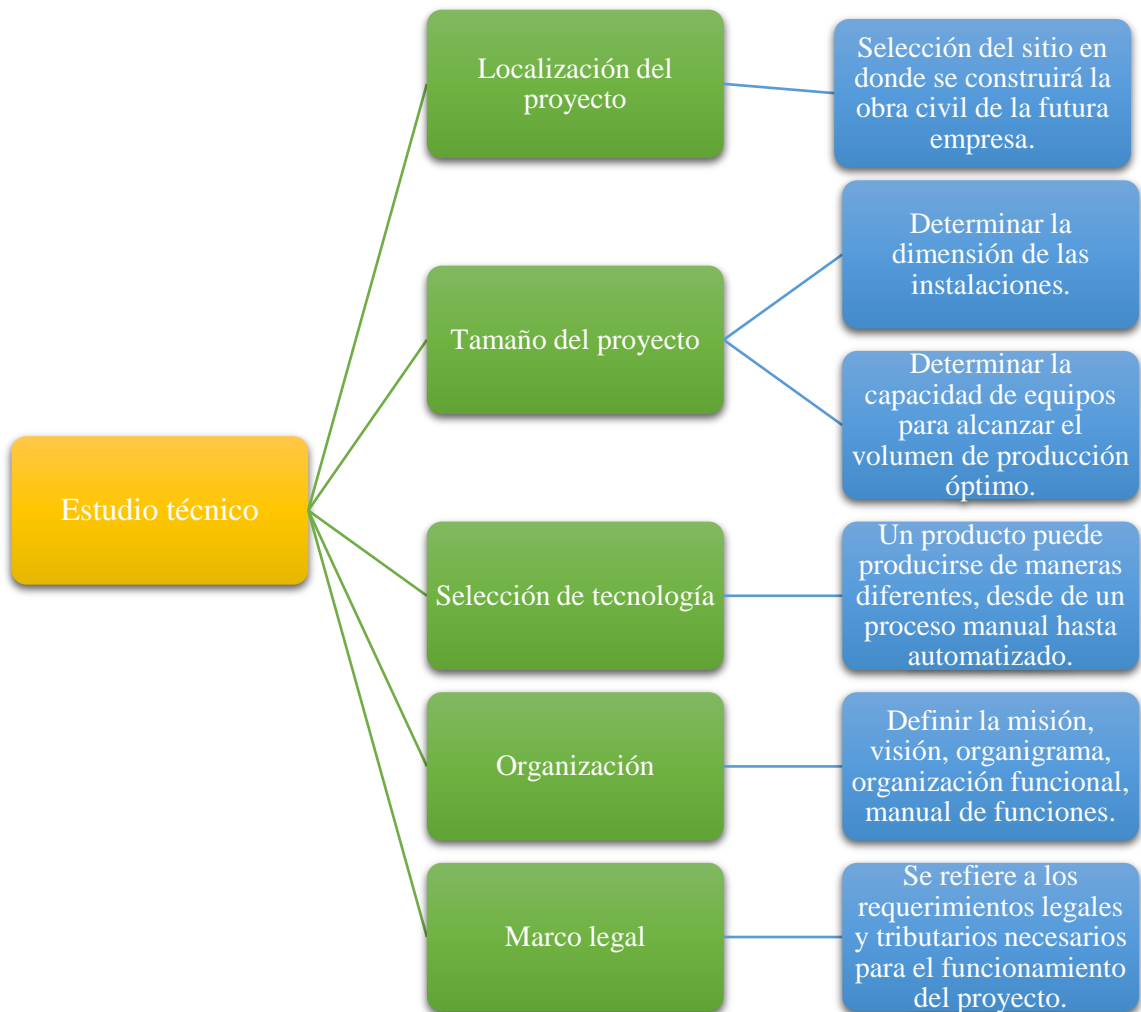 Estudio técnico
Localización del
proyecto
Selección del sitio en
donde se construirá la
obra civil de la futura
empresa.
Tamaño del proyecto
Determinar la
dimensión de las
instalaciones.
Determinar la
capacidad de equipos
para alcanzar el
volumen de producción
óptimo.
Selección de tecnología
Un producto puede
producirse de maneras
diferentes, desde de un
proceso manual hasta
automatizado.
Organización
Definir la misión,
visión, organigrama,
organización funcional,
manual de funciones.
Marco legal
Se refiere a los
requerimientos legales
y tributarios necesarios
para el funcionamiento
del proyecto.